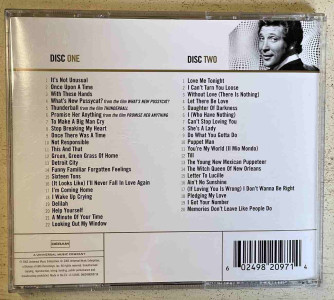 DISC ONE
It's Not Unusual
Once Upon A Time
With These Hands
What's New Pussycat? from the film WHAT'S NEW PUSSYCAT?
Thunderball from the film THUNDERBALL
Promise Her Anything from the film PROMISE HER ANYTHING
To Make A Big Man Cry
Stop Breaking My Heart
Once There Was A Time
Not Responsible
This And That
Green, Green Grass Of Home
Detroit City
Funny Familiar Forgotten Feelings
Sixteen Tons
(It Looks Like) I'll Never Fall In Love Again
I'm Coming Home
I Wake Up Crying
Delilah
Help Yourself
A Minute Of Your Time
Looking Out My Window
DISC TWO
Love Me Tonight
I Can't Turn You Loose
Without Love (There Is Nothing)
Let There Be Love
Daughter Of Darkness
I (Who Have Nothing)
Can't Stop Loving You
She's A Lady
Do What You Gotta Do
Puppet Man
You're My World (Il Mio Mondo)
Till
The Young New Mexican Puppeteer
The Witch Queen Of New Orleans
Letter To Lucille
Ain't No Sunshine
(If Loving You Is Wrong) I Don't Wanna Be Right
Pledging My Love
I Got Your Number
Memories Don't Leave Like People Do
A UNIVERSAL MUSIC COMPANY
6 02498 20971 4